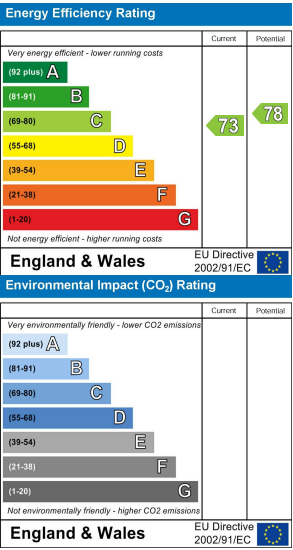 Energy Efficiency Rating
Current Potential
Very energy efficient - lower running costs
(92 plus) A
(81-91) B
(69-80) C
(55-68) D
(39-54) E
(21-38) F
(1-20) G
73
78
Not energy efficient - higher running costs
England & Wales
EU Directive
2002/91/EC
Environmental Impact (CO₂) Rating
Current Potential
Very environmentally friendly - lower CO2 emissions
(92 plus) A
(81-91) B
(69-80) C
(55-68) D
(39-54) E
(21-38) F
(1-20) G
Not environmentally friendly - higher CO2 emissions
England & Wales
EU Directive
2002/91/EC